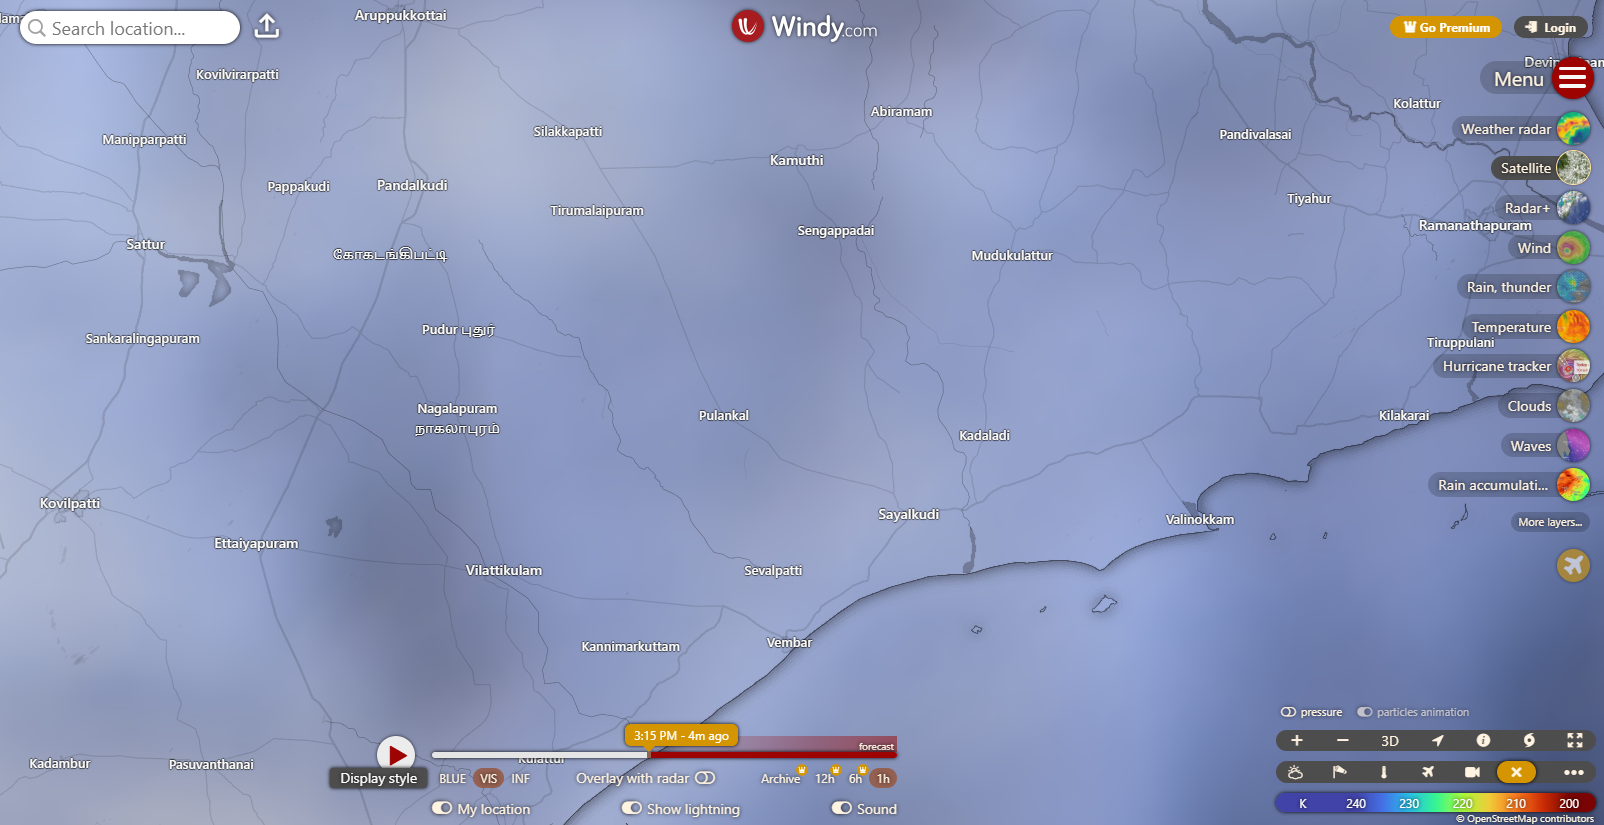 Aruppukkottai
Search location...
Windy.com
Go Premium
Login
Kovilvirarpatti
Menu
Abiramam
Kolattur
Manipparpatti
Silakkapatti
Pandivalasai
Weather radar
Kamuthi
Satellite
Pappakudi
Pandalkudi
Tirumalaipuram
Tiyahur
Radar+
Sengappadai
Ramanathapuram
Sattur
கோகடங்கிபட்டி
Mudukulattur
Wind
Rain, thunder
Pudur புதூர்
Temperature
Sankaralingapuram
Tiruppulani
Hurricane tracker
Nagalapuram
நாகலாபுரம்
Pulankal
Kilakarai
Clouds
Kadaladi
Waves
Rain accumulati...
Kovilpatti
Sayalkudi
Valinokkam
More layers...
Ettaiyapuram
Vilattikulam
Sevalpatti
Kannimarkuttam
Vembar
pressure
particles animation
3:15 PM - 4m ago
forecast
3D
Kadambur
Pasuvanthanai
Kulattur
Display style
BLUE
VIS
INF
Overlay with radar
Archive
12h
6h
1h
My location
Show lightning
Sound
K 240 230 220 210 200
© OpenStreetMap contributors